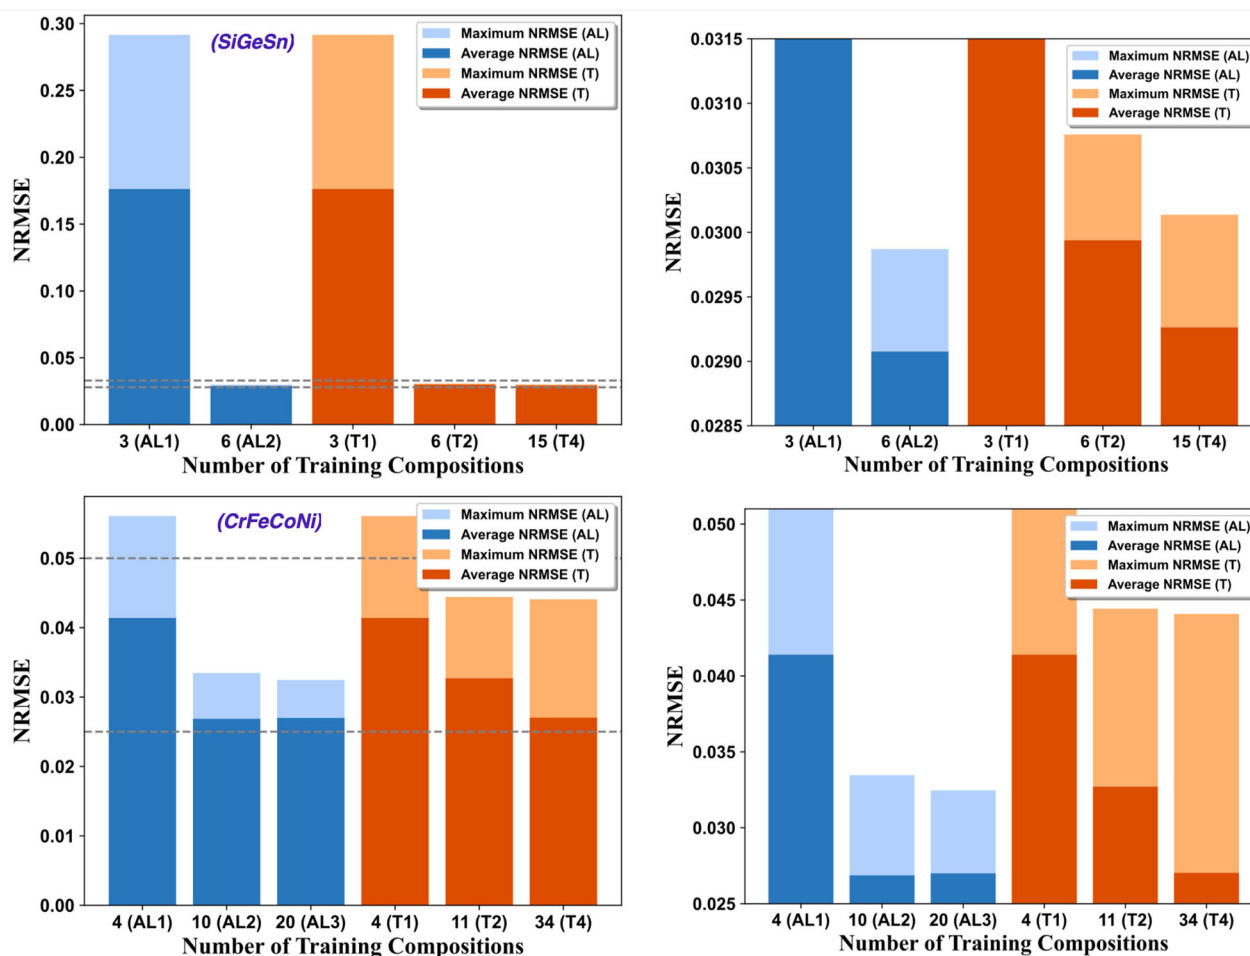 (SiGeSn)
Maximum NRMSE (AL)
Average NRMSE (AL)
Maximum NRMSE (T)
Average NRMSE (T)
NRMSE
0.30
0.25
0.20
0.15
0.10
0.05
0.00
3 (AL1) 6 (AL2) 3 (T1) 6 (T2) 15 (T4)
Number of Training Compositions
Maximum NRMSE (AL)
Average NRMSE (AL)
Maximum NRMSE (T)
Average NRMSE (T)
NRMSE
0.0315
0.0310
0.0305
0.0300
0.0295
0.0290
0.0285
3 (AL1) 6 (AL2) 3 (T1) 6 (T2) 15 (T4)
Number of Training Compositions
(CrFeCoNi)
Maximum NRMSE (AL)
Average NRMSE (AL)
Maximum NRMSE (T)
Average NRMSE (T)
NRMSE
0.05
0.04
0.03
0.02
0.01
0.00
4 (AL1) 10 (AL2) 20 (AL3) 4 (T1) 11 (T2) 34 (T4)
Number of Training Compositions
Maximum NRMSE (AL)
Average NRMSE (AL)
Maximum NRMSE (T)
Average NRMSE (T)
NRMSE
0.050
0.045
0.040
0.035
0.030
0.025
4 (AL1) 10 (AL2) 20 (AL3) 4 (T1) 11 (T2) 34 (T4)
Number of Training Compositions